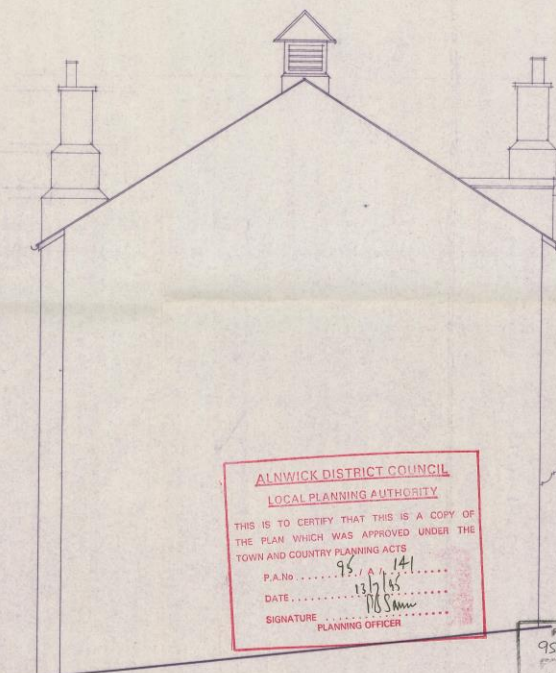 ALNWICK DISTRICT COUNCIL
LOCAL PLANNING AUTHORITY
THIS IS TO CERTIFY THAT THIS IS A COPY OF
THE PLAN WHICH WAS APPROVED UNDER THE
TOWN AND COUNTRY PLANNING ACTS
P.A.No ........ 95 / A / 141 ........
DATE ........ 13/7/95 ........
SIGNATURE ................
PLANNING OFFICER
95